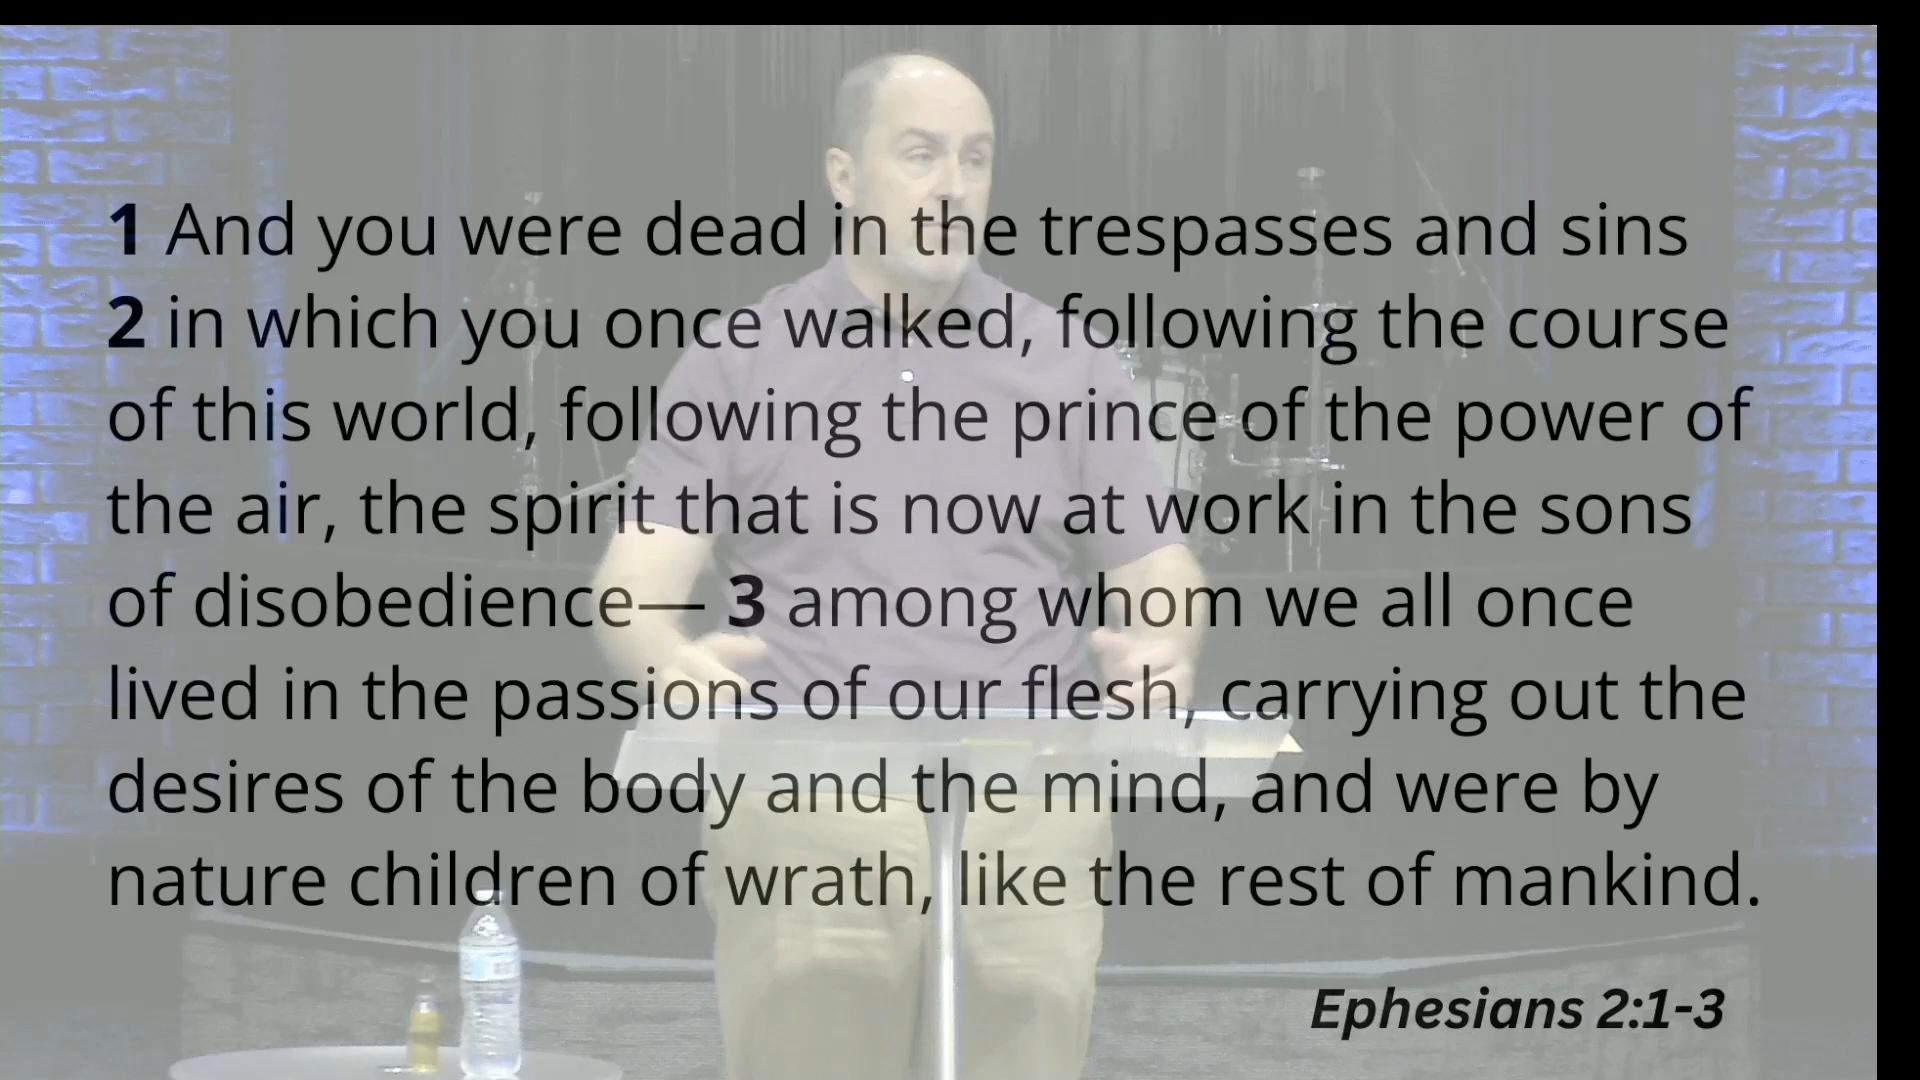 1 And you were dead in the trespasses and sins
2 in which you once walked, following the course
of this world, following the prince of the power of
the air, the spirit that is now at work in the sons
of disobedience— 3 among whom we all once
lived in the passions of our flesh, carrying out the
desires of the body and the mind, and were by
nature children of wrath, like the rest of mankind.
Ephesians 2:1-3